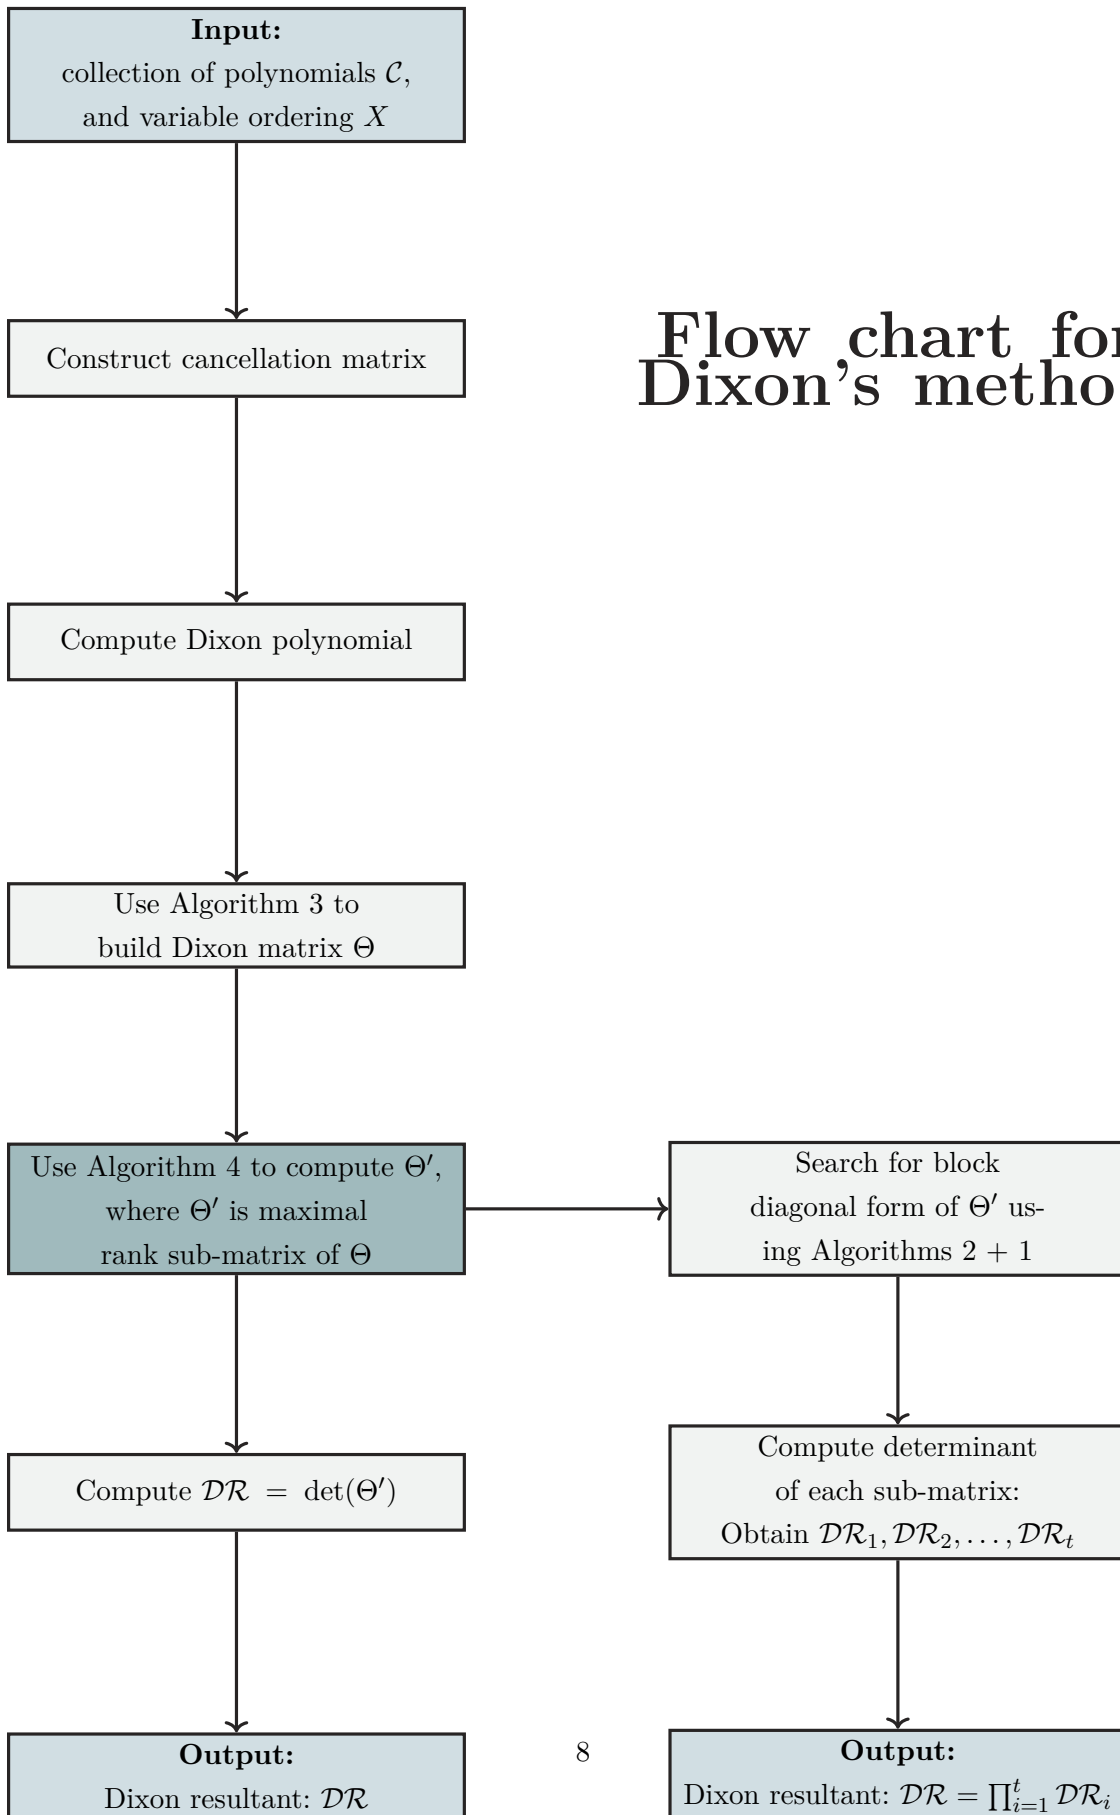 Input:
collection of polynomials 𝒞,
and variable ordering X
Construct cancellation matrix
Flow chart for
Dixon's metho
Compute Dixon polynomial
Use Algorithm 3 to
build Dixon matrix Θ
Use Algorithm 4 to compute Θ′,
where Θ′ is maximal
rank sub-matrix of Θ
Search for block
diagonal form of Θ′ us-
ing Algorithms 2 + 1
Compute 𝒟ℛ = det(Θ′)
Compute determinant
of each sub-matrix:
Obtain 𝒟ℛ₁, 𝒟ℛ₂, . . . , 𝒟ℛₜ
Output:
Dixon resultant: 𝒟ℛ
8
Output:
Dixon resultant: 𝒟ℛ = ∏ᵗᵢ₌₁ 𝒟ℛᵢ